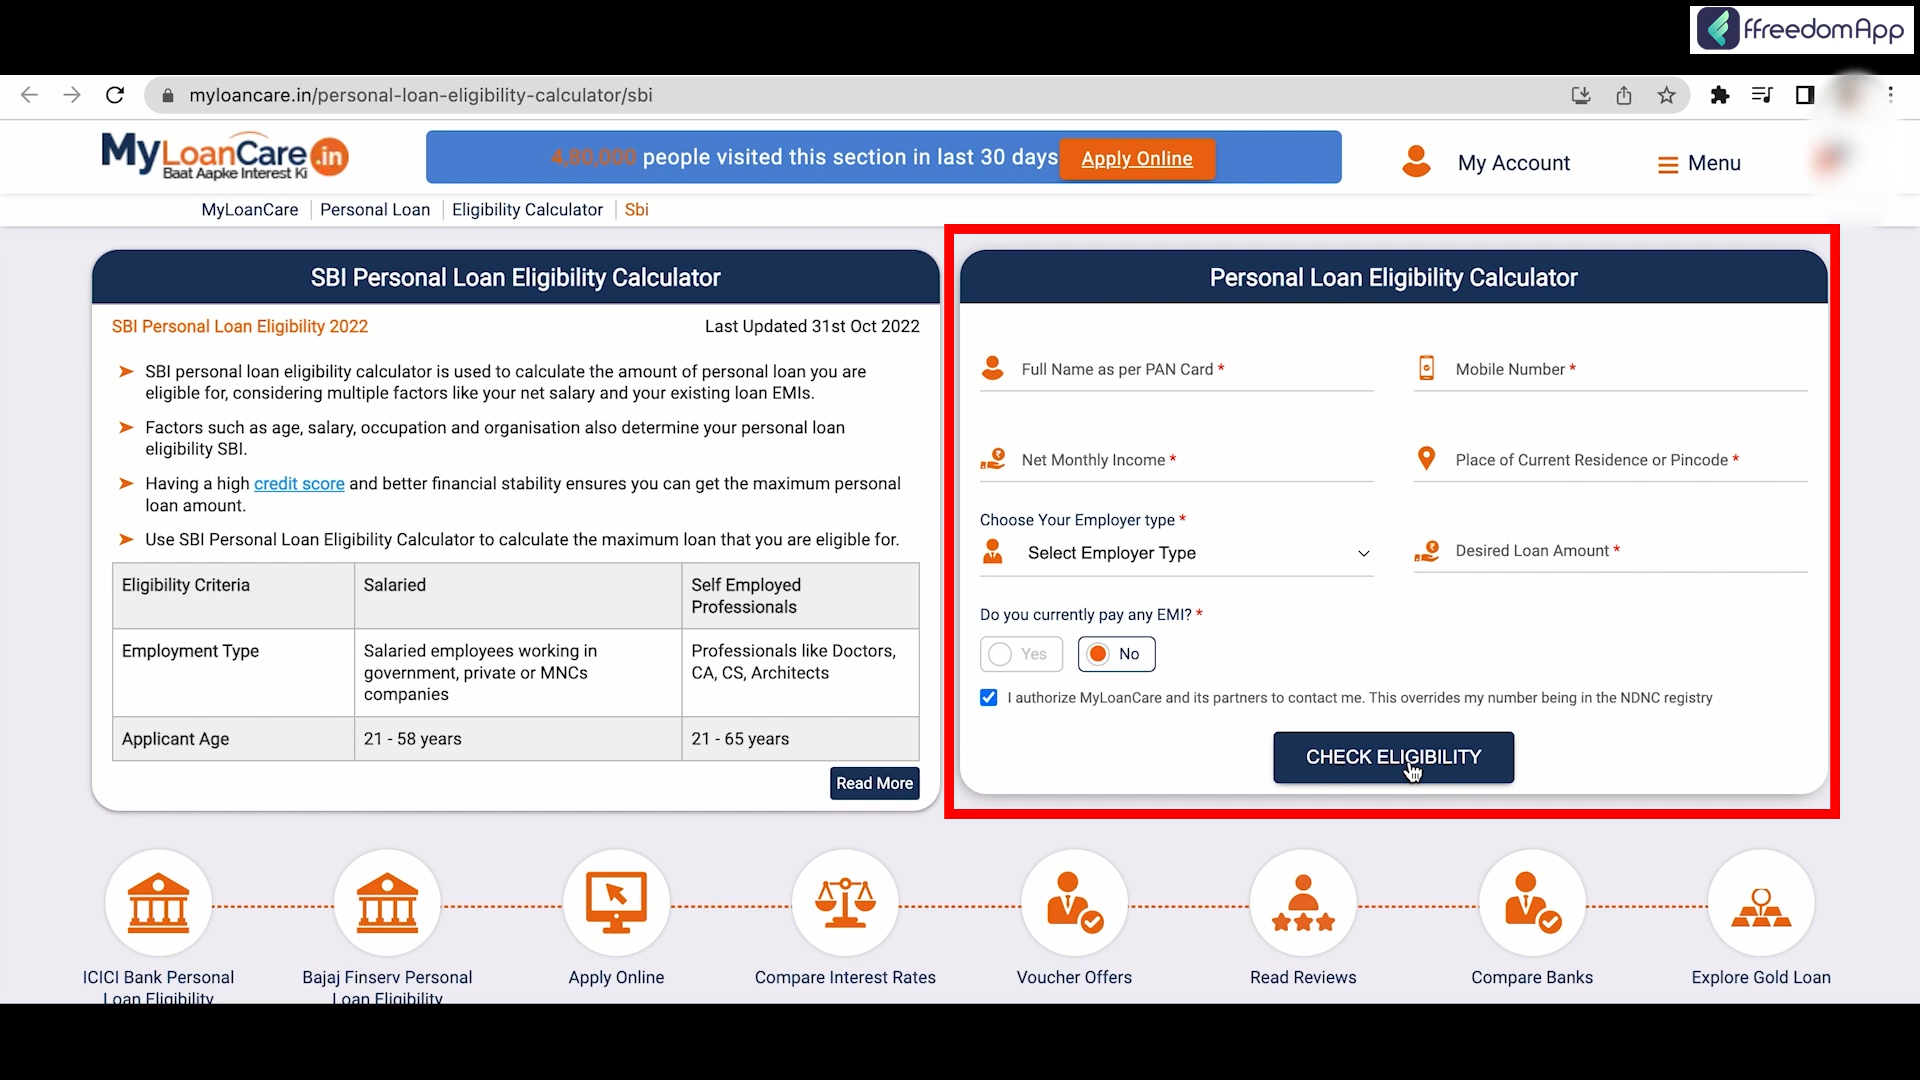 ffreedomApp
myloancare.in/personal-loan-eligibility-calculator/sbi
MyLoanCare.in
Baat Aapke Interest Ki
4,80,000 people visited this section in last 30 days Apply Online
My Account
Menu
MyLoanCare Personal Loan Eligibility Calculator Sbi
SBI Personal Loan Eligibility Calculator
SBI Personal Loan Eligibility 2022 Last Updated 31st Oct 2022
SBI personal loan eligibility calculator is used to calculate the amount of personal loan you are
eligible for, considering multiple factors like your net salary and your existing loan EMIs.
Factors such as age, salary, occupation and organisation also determine your personal loan
eligibility SBI.
Having a high credit score and better financial stability ensures you can get the maximum personal
loan amount.
Use SBI Personal Loan Eligibility Calculator to calculate the maximum loan that you are eligible for.
Eligibility Criteria Salaried Self Employed
Professionals
Employment Type Salaried employees working in Professionals like Doctors,
government, private or MNCs CA, CS, Architects
companies
Applicant Age 21 - 58 years 21 - 65 years
Read More
Personal Loan Eligibility Calculator
Full Name as per PAN Card * Mobile Number *
Net Monthly Income * Place of Current Residence or Pincode *
Choose Your Employer type *
Select Employer Type Desired Loan Amount *
Do you currently pay any EMI? *
Yes No
I authorize MyLoanCare and its partners to contact me. This overrides my number being in the NDNC registry
CHECK ELIGIBILITY
ICICI Bank Personal Bajaj Finserv Personal Apply Online Compare Interest Rates Voucher Offers Read Reviews Compare Banks Explore Gold Loan
Loan Eligibility Loan Eligibility